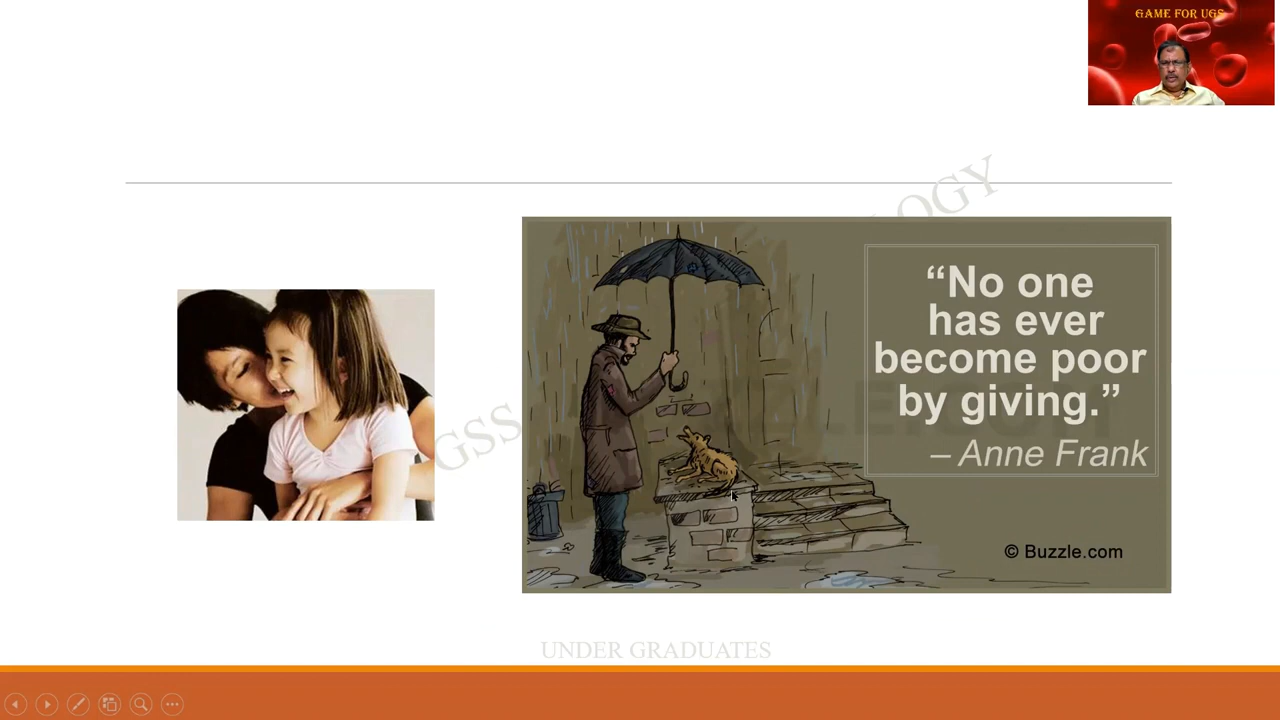 GAME FOR UGS
“No one
has ever
become poor
by giving.”
– Anne Frank
© Buzzle.com
UNDER GRADUATES